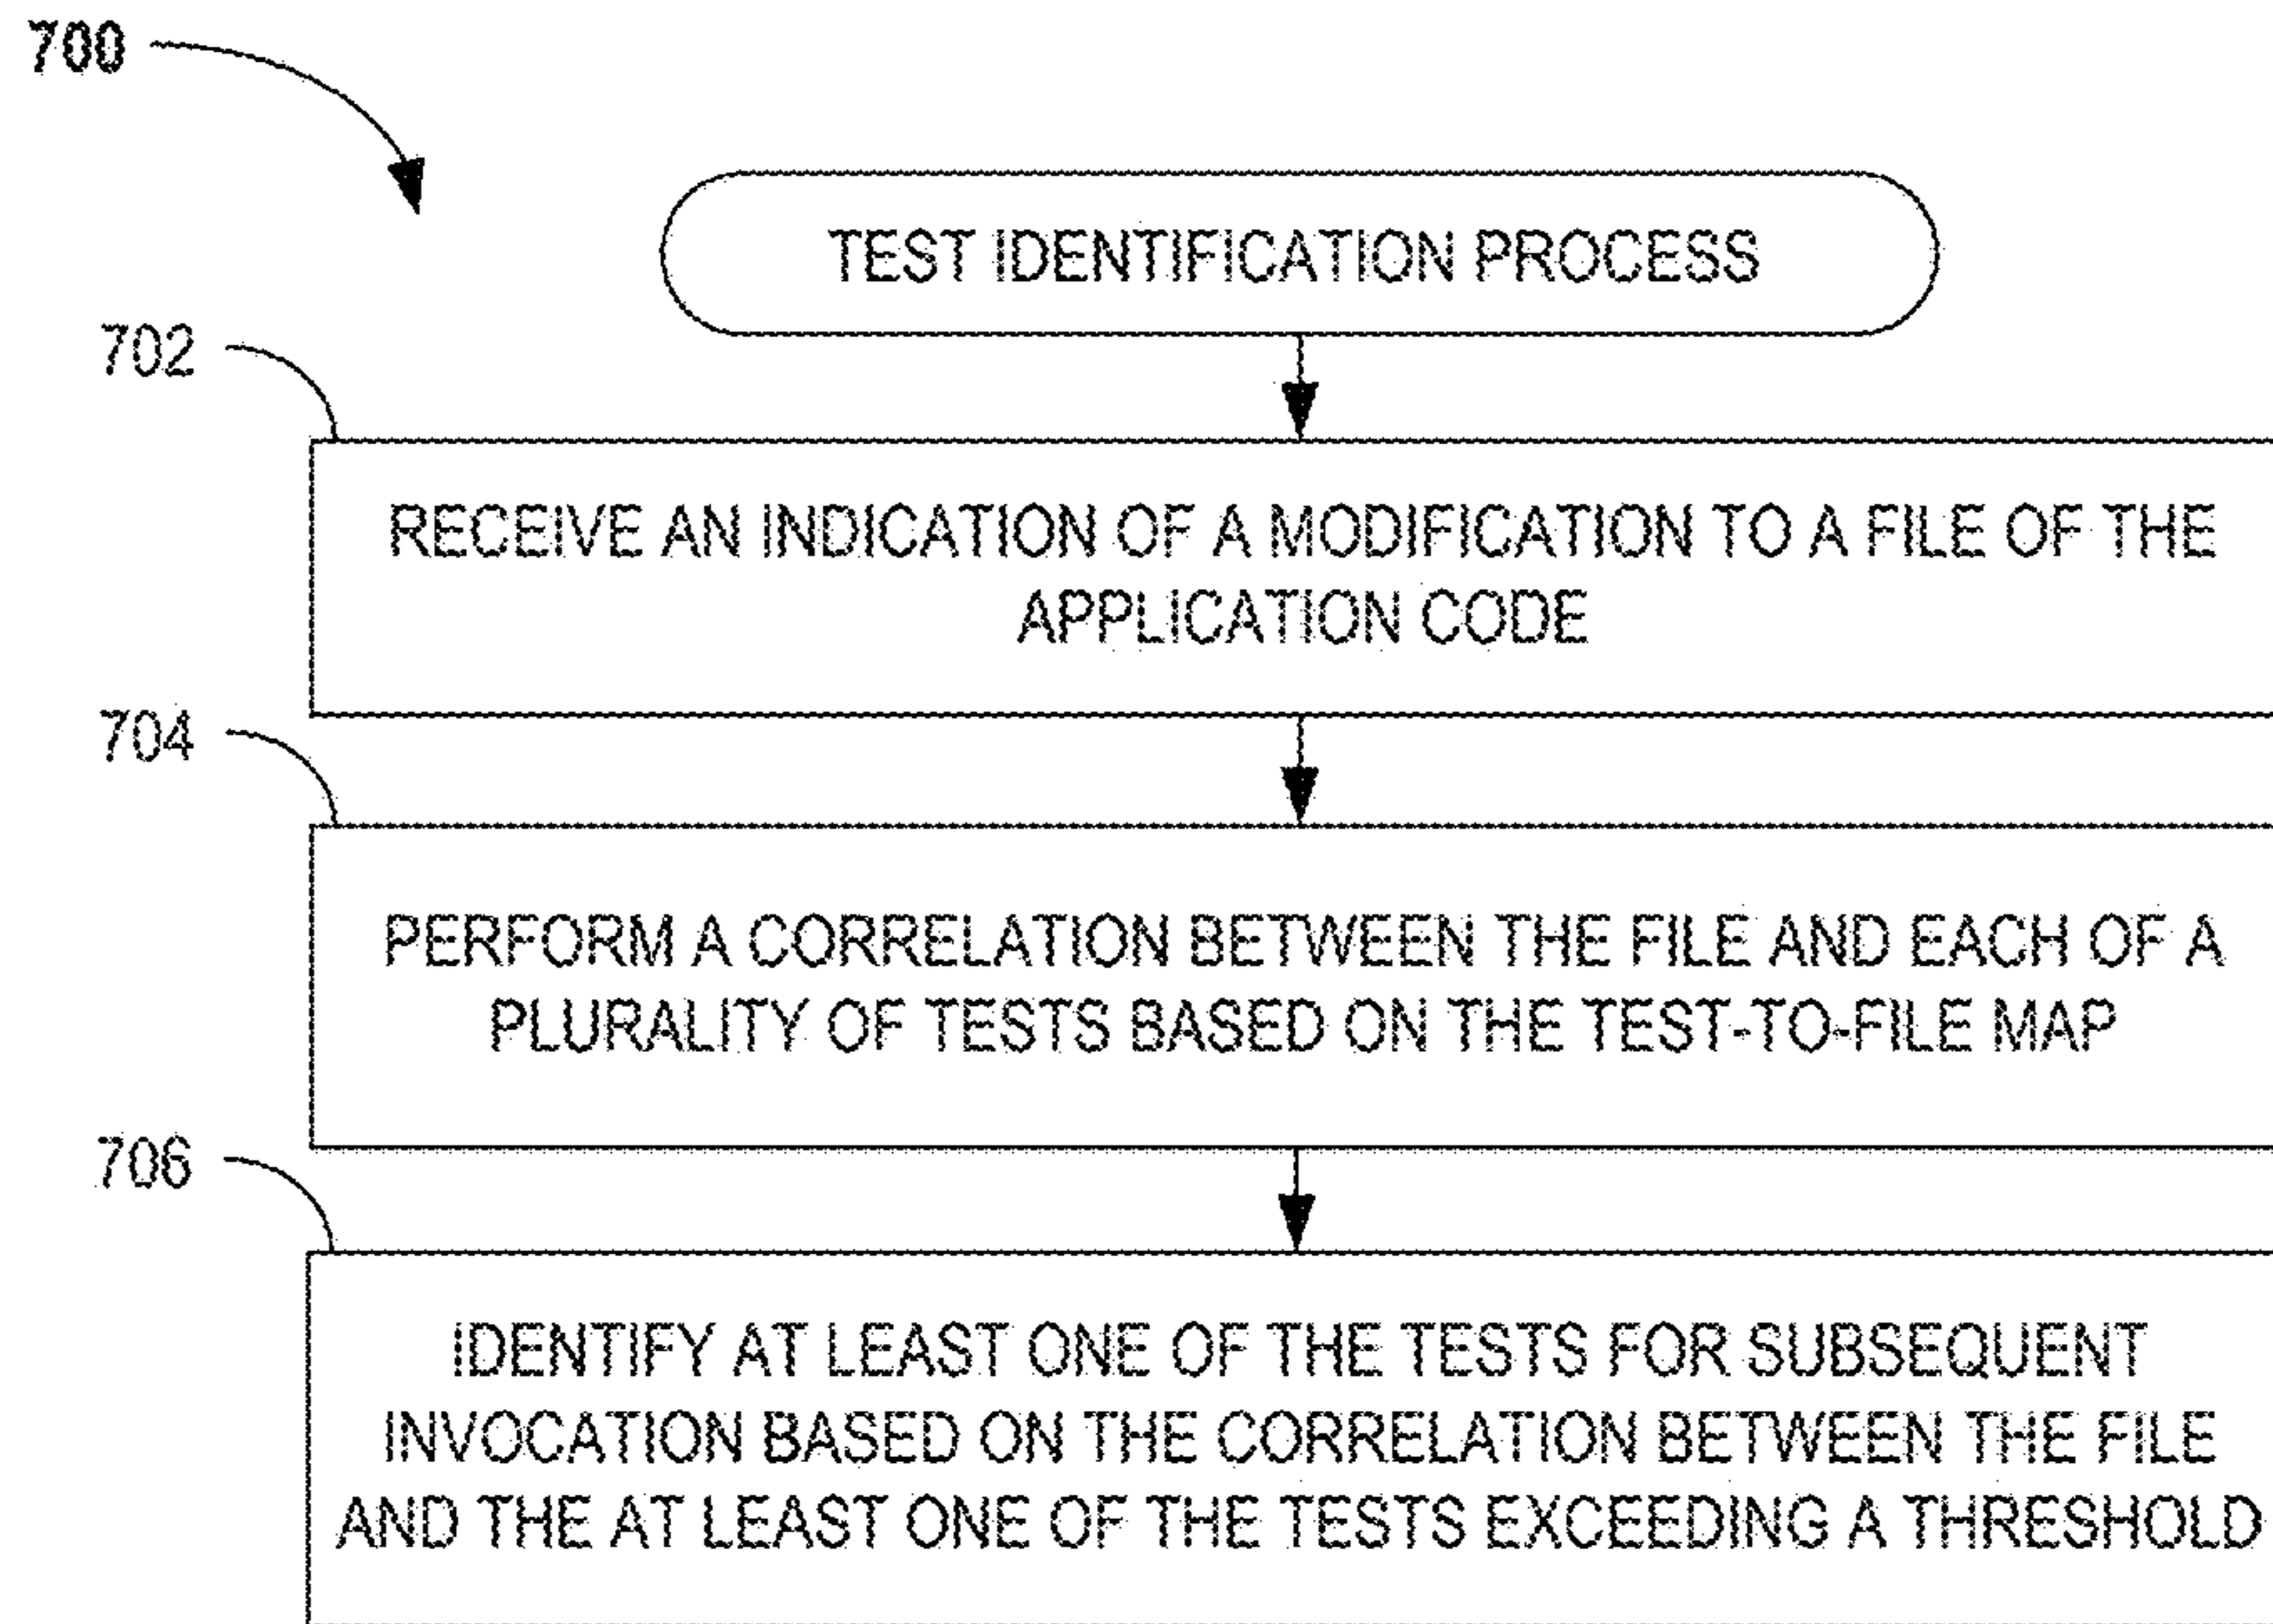 700
TEST IDENTIFICATION PROCESS
702
RECEIVE AN INDICATION OF A MODIFICATION TO A FILE OF THE
APPLICATION CODE
704
PERFORM A CORRELATION BETWEEN THE FILE AND EACH OF A
PLURALITY OF TESTS BASED ON THE TEST-TO-FILE MAP
706
IDENTIFY AT LEAST ONE OF THE TESTS FOR SUBSEQUENT
INVOCATION BASED ON THE CORRELATION BETWEEN THE FILE
AND THE AT LEAST ONE OF THE TESTS EXCEEDING A THRESHOLD